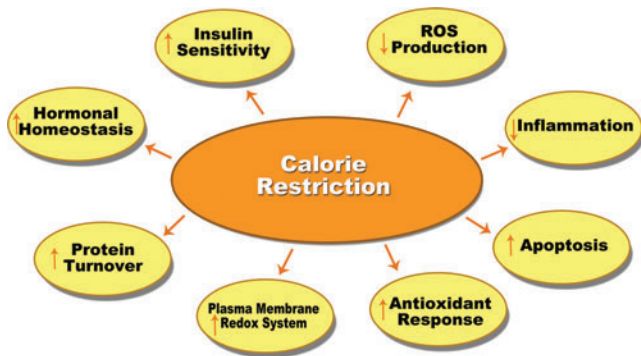 ↑ Insulin
Sensitivity
↓ ROS
Production
↑ Hormonal
Homeostasis
↓ Inflammation
Calorie
Restriction
↑ Protein
Turnover
↑ Apoptosis
Plasma Membrane
↑ Redox System
↑ Antioxidant
Response